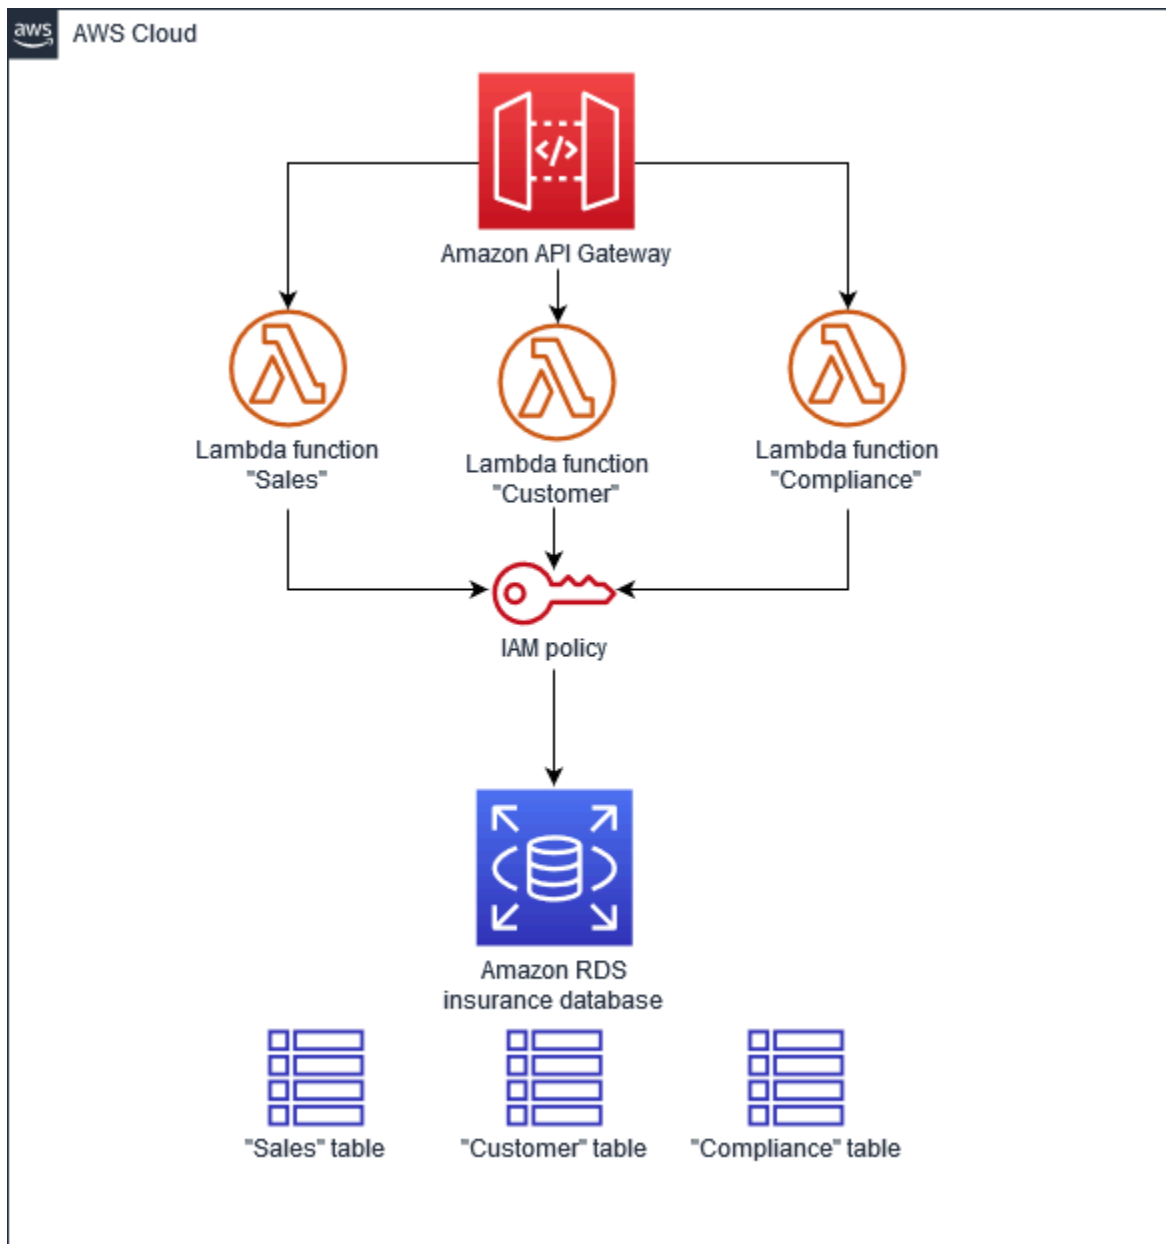 aws
AWS Cloud
</>
Amazon API Gateway
Lambda function
"Sales"
Lambda function
"Customer"
Lambda function
"Compliance"
IAM policy
Amazon RDS
insurance database
"Sales" table
"Customer" table
"Compliance" table